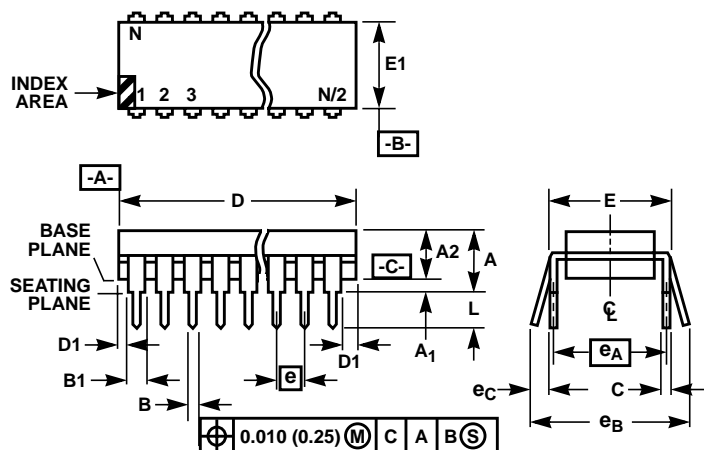 N
E1
INDEX
AREA
1 2 3 N/2
-B-
-A-
D
E
BASE
PLANE
A2
A
-C-
SEATING
PLANE
L
C
L
D1
A1
D1
eA
B1
e
eC
C
B
eB
0.010 (0.25) M C A B S